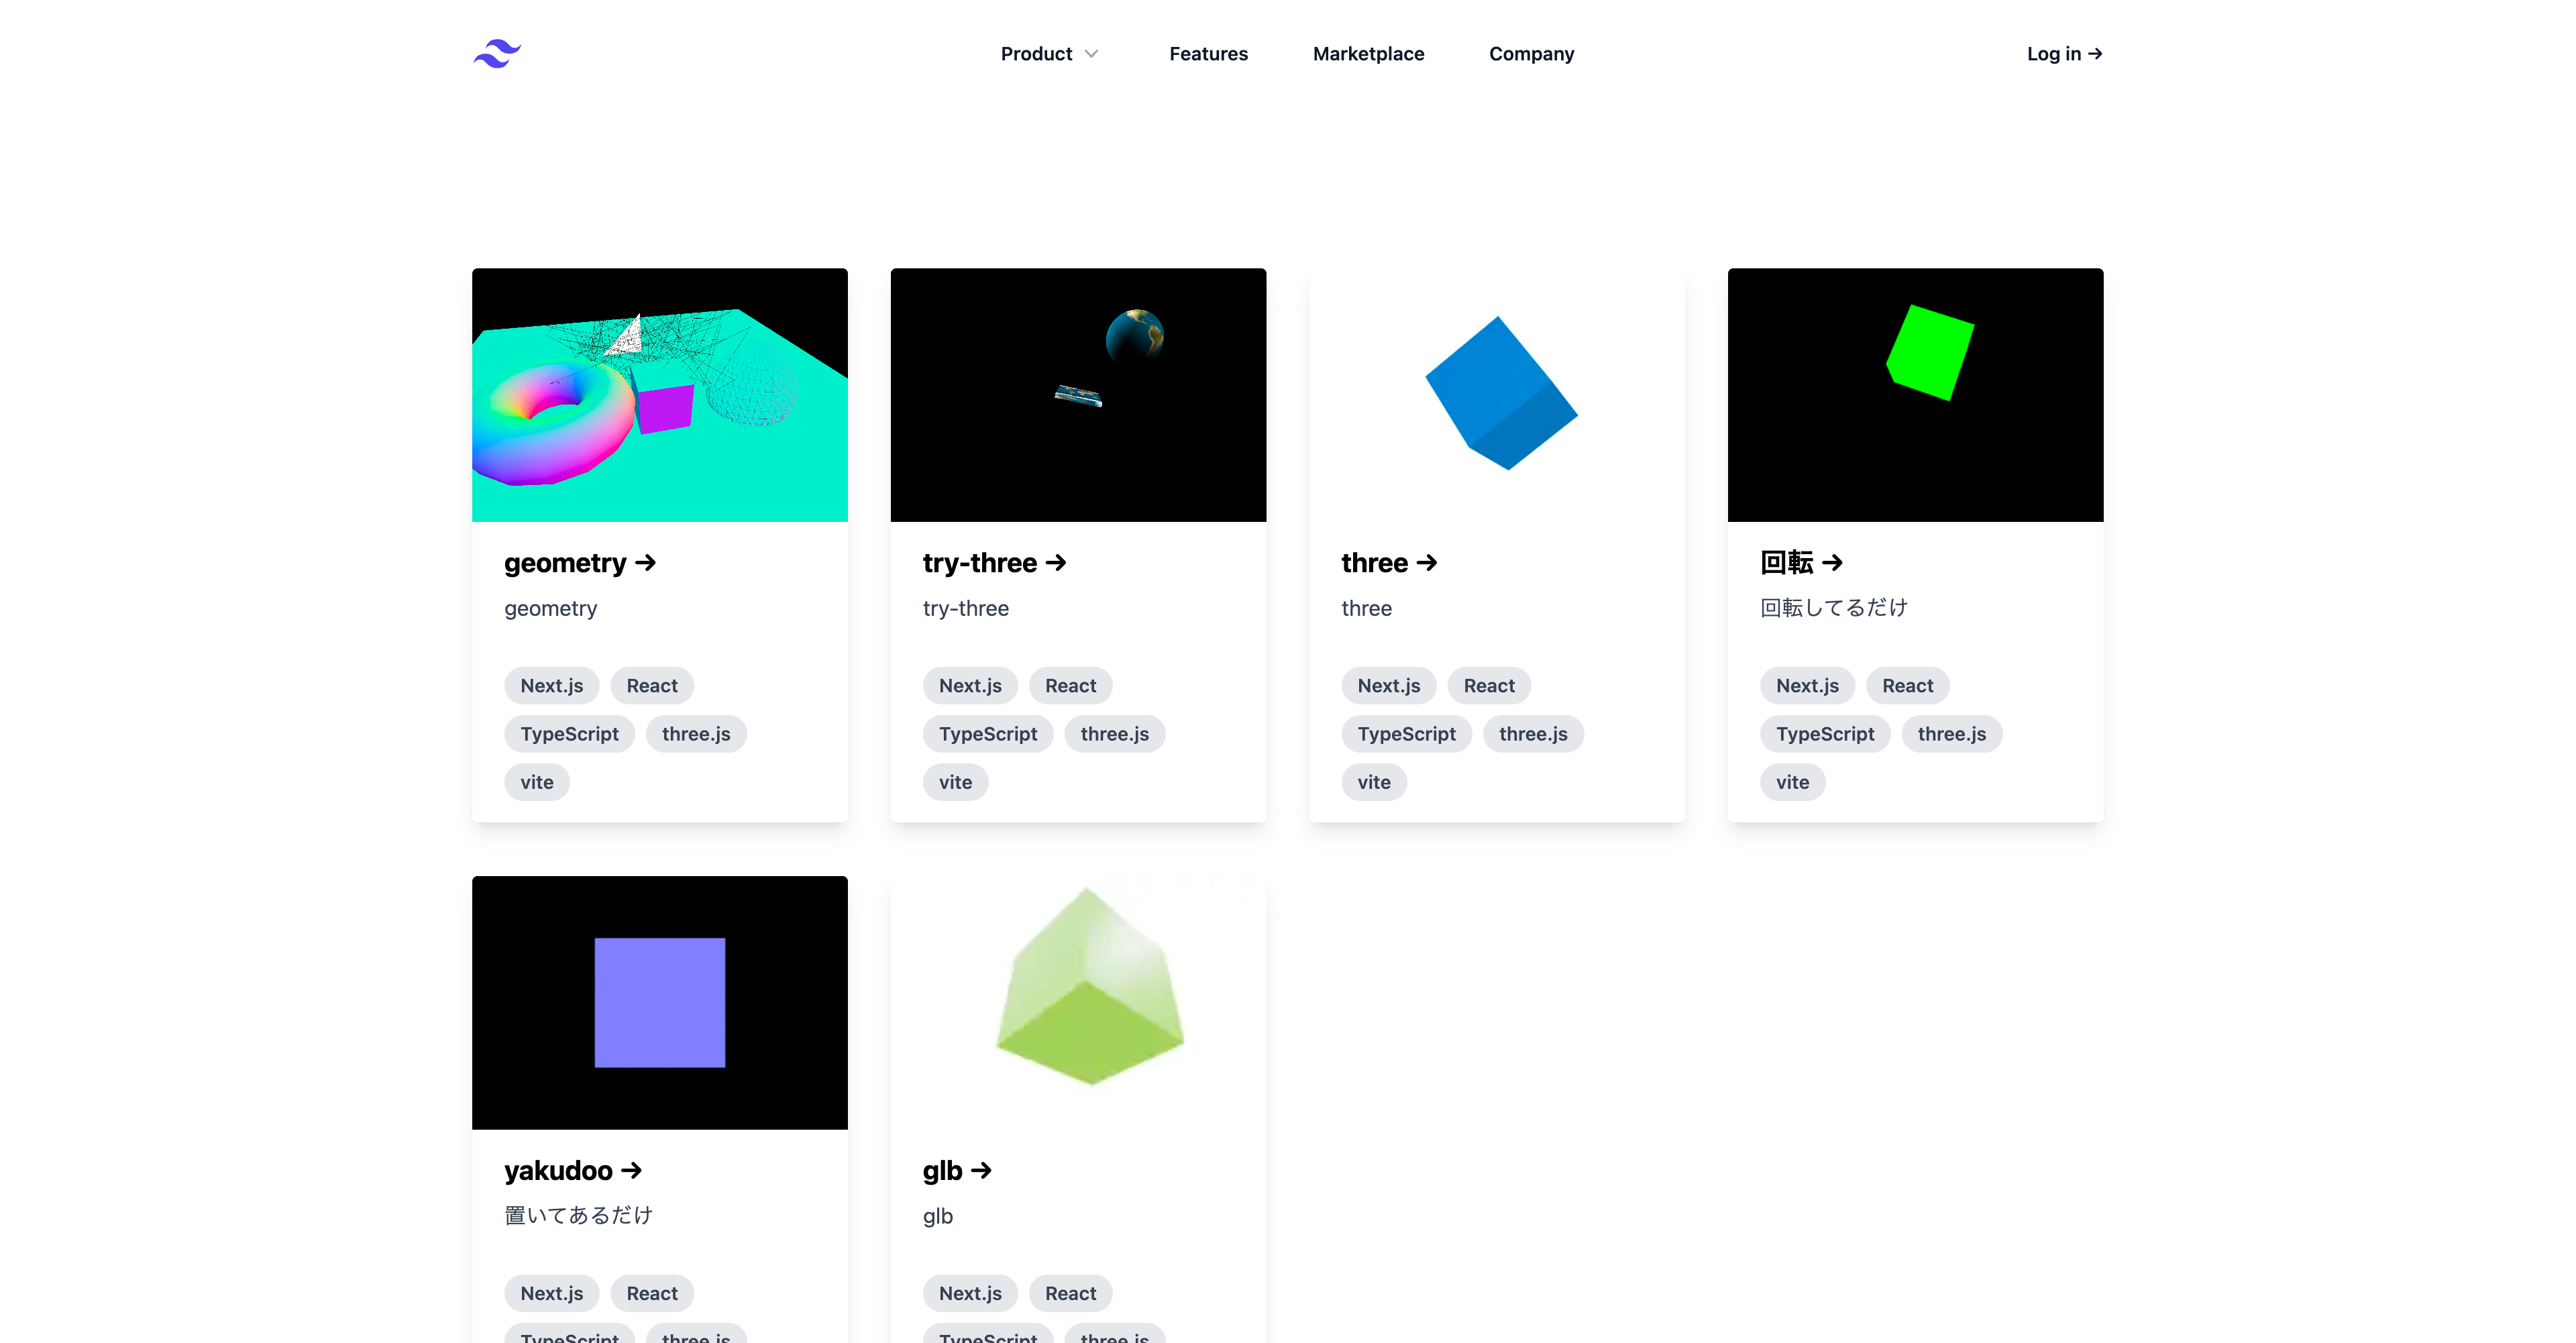 Product Features Marketplace Company Log in →
geometry → try-three → three → 回転 →
geometry try-three three 回転してるだけ
Next.js React Next.js React Next.js React Next.js React
TypeScript three.js TypeScript three.js TypeScript three.js TypeScript three.js
vite vite vite vite
yakudoo → glb →
置いてあるだけ glb
Next.js React Next.js React
TypeScript three.js TypeScript three.js